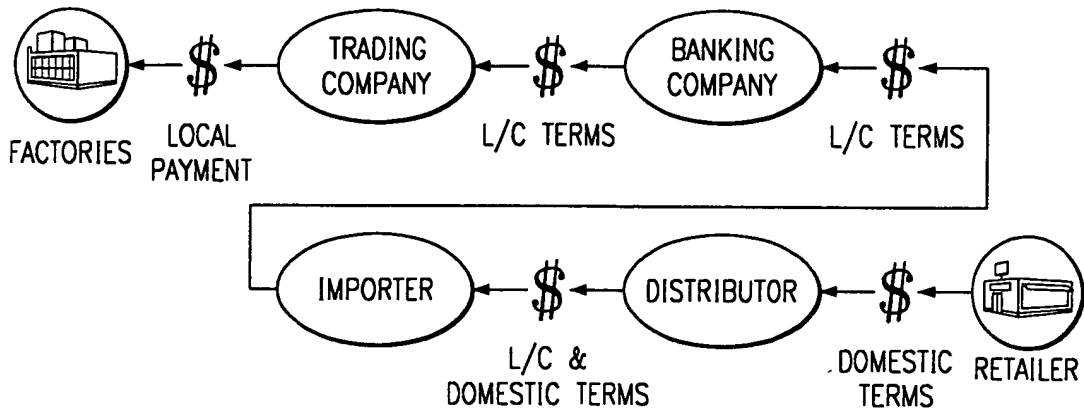 TRADING
COMPANY
BANKING
COMPANY
$
$
$
FACTORIES
LOCAL
PAYMENT
L/C TERMS
L/C TERMS
IMPORTER
DISTRIBUTOR
$
$
L/C &
DOMESTIC TERMS
DOMESTIC
TERMS
RETAILER